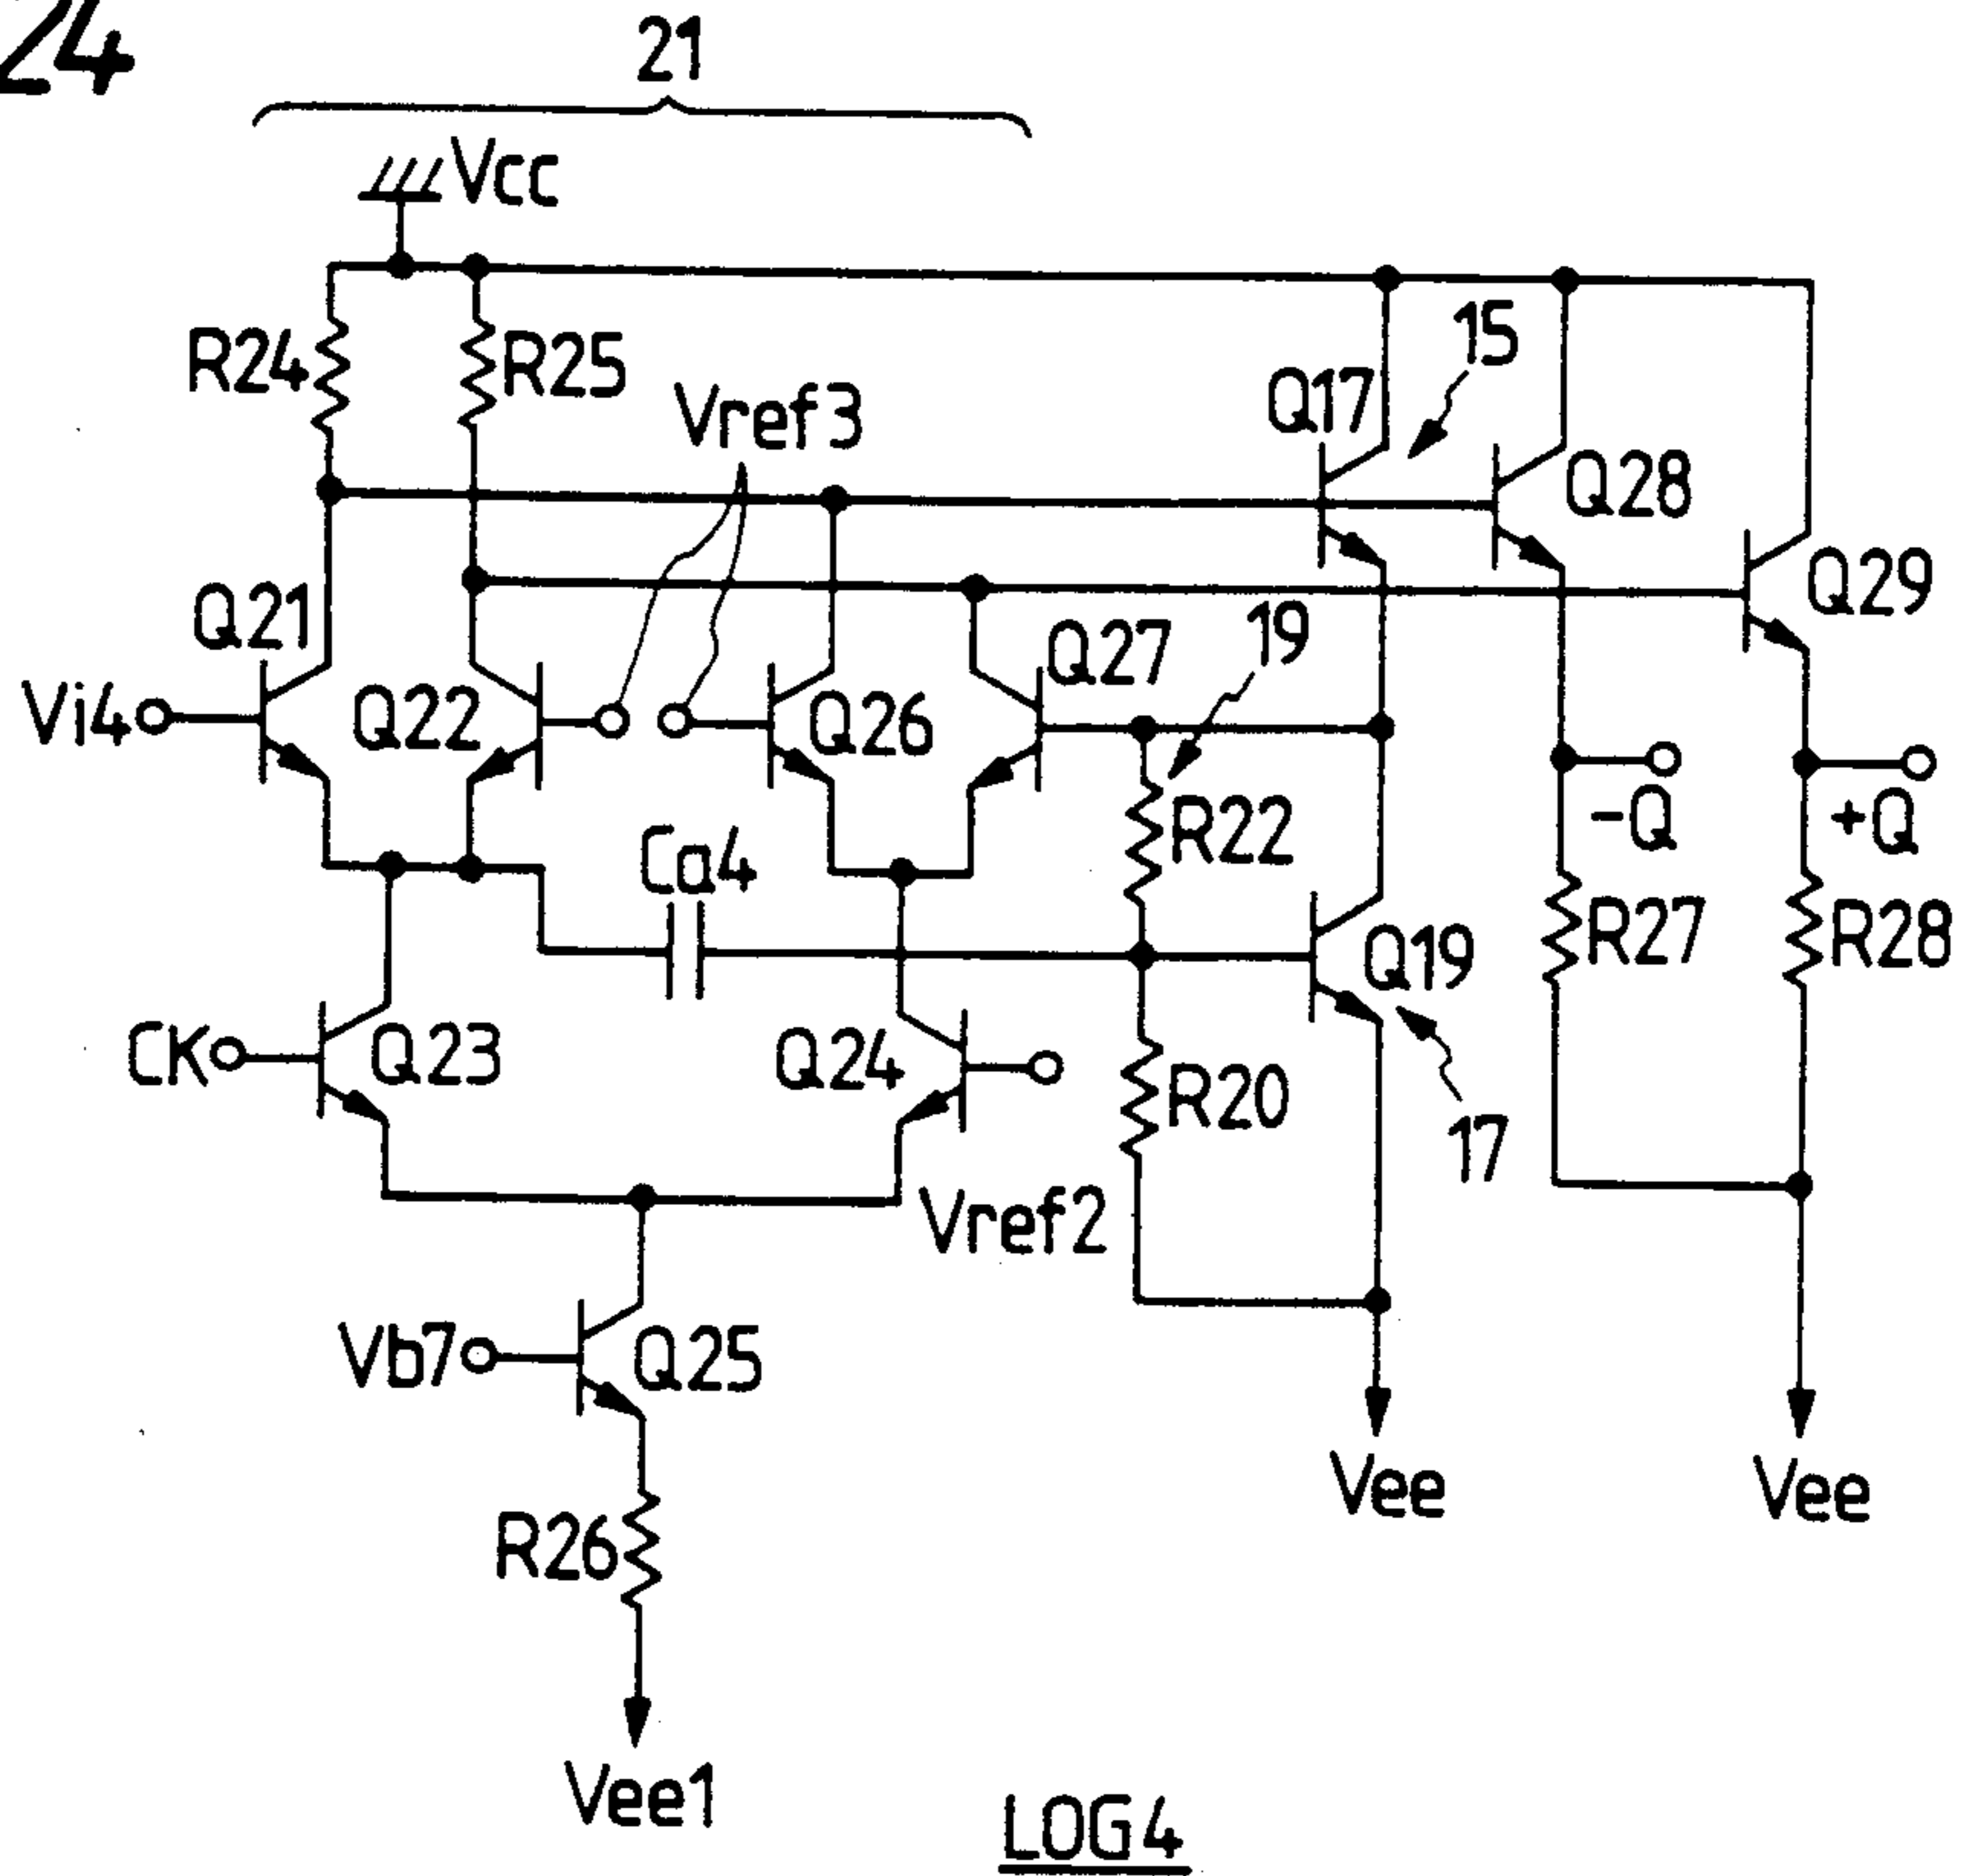 24
21
Vcc
R24
R25
Vref3
Q17
15
Q28
Q29
Q21
Vi4
Q22
Q26
Q27
19
R22
-Q
+Q
Ca4
R27
R28
Q19
CK
Q23
Q24
R20
17
Vref2
Vb7
Q25
Vee
Vee
R26
Vee1
LOG4